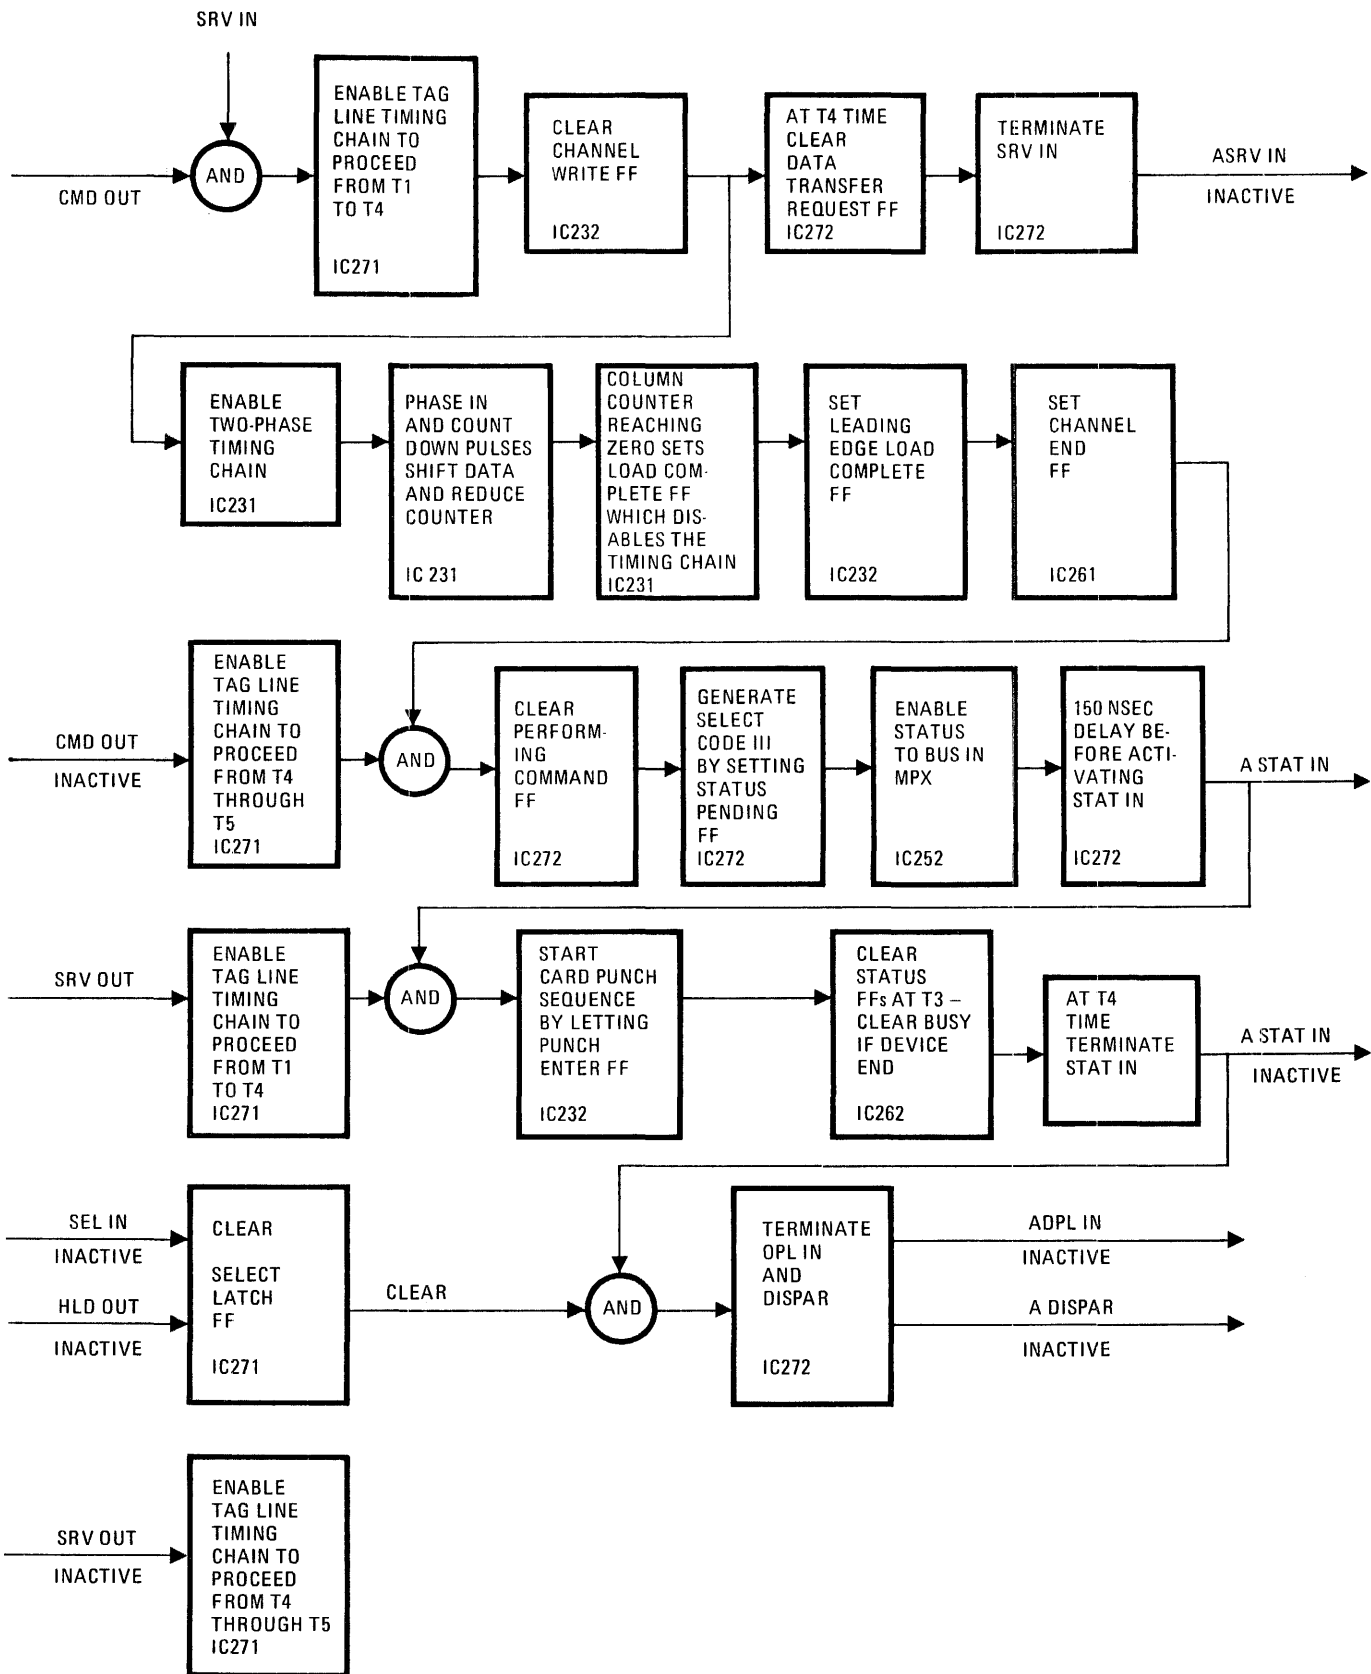 SRV IN
CMD OUT
AND
ENABLE TAG
LINE TIMING
CHAIN TO
PROCEED
FROM T1
TO T4
IC271
CLEAR
CHANNEL
WRITE FF
IC232
AT T4 TIME
CLEAR
DATA
TRANSFER
REQUEST FF
IC272
TERMINATE
SRV IN
IC272
ASRV IN
INACTIVE
ENABLE
TWO-PHASE
TIMING
CHAIN
IC231
PHASE IN
AND COUNT
DOWN PULSES
SHIFT DATA
AND REDUCE
COUNTER
IC 231
COLUMN
COUNTER
REACHING
ZERO SETS
LOAD COM-
PLETE FF
WHICH DIS-
ABLES THE
TIMING CHAIN
IC231
SET
LEADING
EDGE LOAD
COMPLETE
FF
IC232
SET
CHANNEL
END
FF
IC261
CMD OUT
INACTIVE
ENABLE
TAG LINE
TIMING
CHAIN TO
PROCEED
FROM T4
THROUGH
T5
IC271
AND
CLEAR
PERFORM-
ING
COMMAND
FF
IC272
GENERATE
SELECT
CODE III
BY SETTING
STATUS
PENDING
FF
IC272
ENABLE
STATUS
TO BUS IN
MPX
IC252
150 NSEC
DELAY BE-
FORE ACTI-
VATING
STAT IN
IC272
A STAT IN
SRV OUT
ENABLE
TAG LINE
TIMING
CHAIN TO
PROCEED
FROM T1
TO T4
IC271
AND
START
CARD PUNCH
SEQUENCE
BY LETTING
PUNCH
ENTER FF
IC232
CLEAR
STATUS
FFs AT T3 –
CLEAR BUSY
IF DEVICE
END
IC262
AT T4
TIME
TERMINATE
STAT IN
A STAT IN
INACTIVE
SEL IN
INACTIVE
HLD OUT
INACTIVE
CLEAR
SELECT
LATCH
FF
IC271
CLEAR
AND
TERMINATE
OPL IN
AND
DISPAR
IC272
ADPL IN
INACTIVE
A DISPAR
INACTIVE
SRV OUT
INACTIVE
ENABLE
TAG LINE
TIMING
CHAIN TO
PROCEED
FROM T4
THROUGH T5
IC271